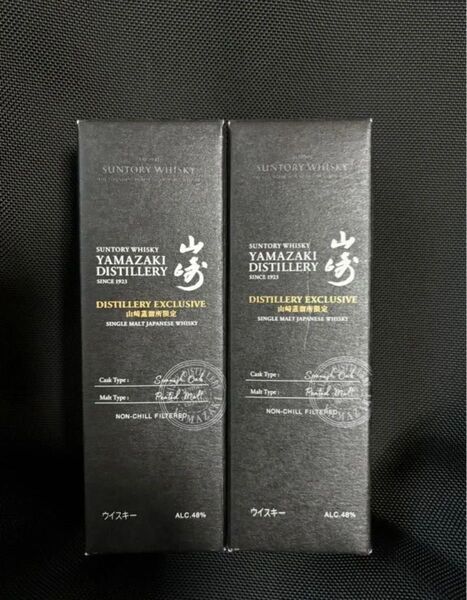 SUNTORY WHISKY
SUNTORY WHISKY
YAMAZAKI
DISTILLERY
SINCE 1923
山崎
DISTILLERY EXCLUSIVE
山崎蒸溜所限定
SINGLE MALT JAPANESE WHISKY
Cask Type : Spanish Oak
Malt Type : Peated Malt
NON-CHILL FILTERED
ウイスキー ALC.48%
SUNTORY WHISKY
SUNTORY WHISKY
YAMAZAKI
DISTILLERY
SINCE 1923
山崎
DISTILLERY EXCLUSIVE
山崎蒸溜所限定
SINGLE MALT JAPANESE WHISKY
Cask Type : Spanish Oak
Malt Type : Peated Malt
NON-CHILL FILTERED
ウイスキー ALC.48%